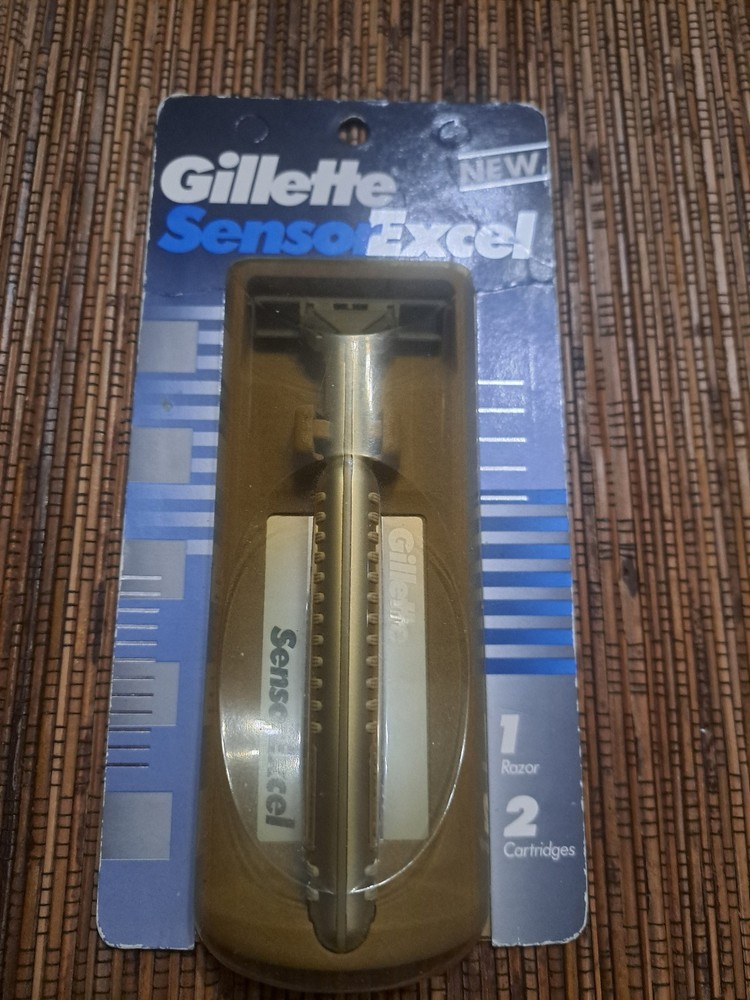 Gillette
NEW
SensorExcel
Gillette
SensorExcel
1
Razor
2
Cartridges